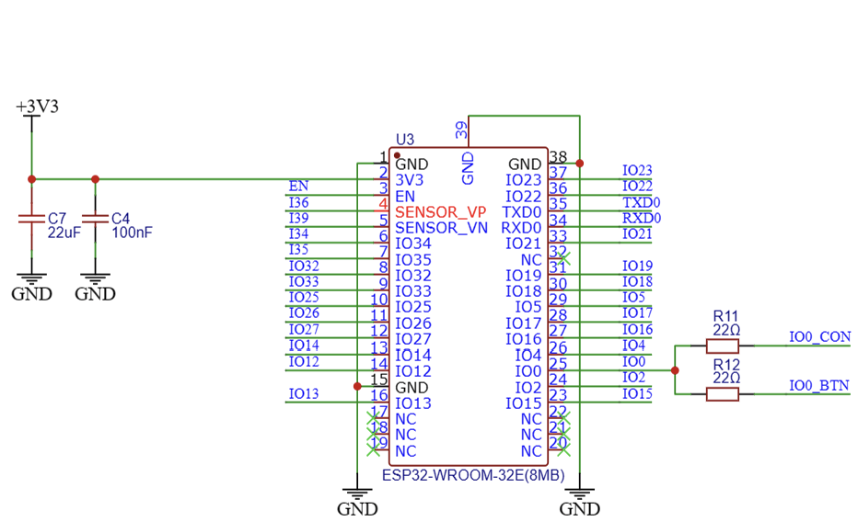 +3V3
C7
22uF
C4
100nF
GND
GND
U3
39
GND
1
GND
2
3V3
EN
3
EN
I36
4
SENSOR_VP
I39
5
SENSOR_VN
I34
6
IO34
I35
7
IO35
IO32
8
IO32
IO33
9
IO33
IO25
10
IO25
IO26
11
IO26
IO27
12
IO27
IO14
13
IO14
IO12
14
IO12
15
GND
IO13
16
IO13
17
NC
18
NC
19
NC
GND
38
IO23
37
IO23
IO22
36
IO22
TXD0
35
TXD0
RXD0
34
RXD0
IO21
33
IO21
NC
32
IO19
31
IO19
IO18
30
IO18
IO5
29
IO5
IO17
28
IO17
IO16
27
IO16
IO4
26
IO4
IO0
25
IO0
IO2
24
IO2
IO15
23
IO15
NC
22
NC
21
NC
20
R11
22Ω
IO0_CON
R12
22Ω
IO0_BTN
ESP32-WROOM-32E(8MB)
GND
GND